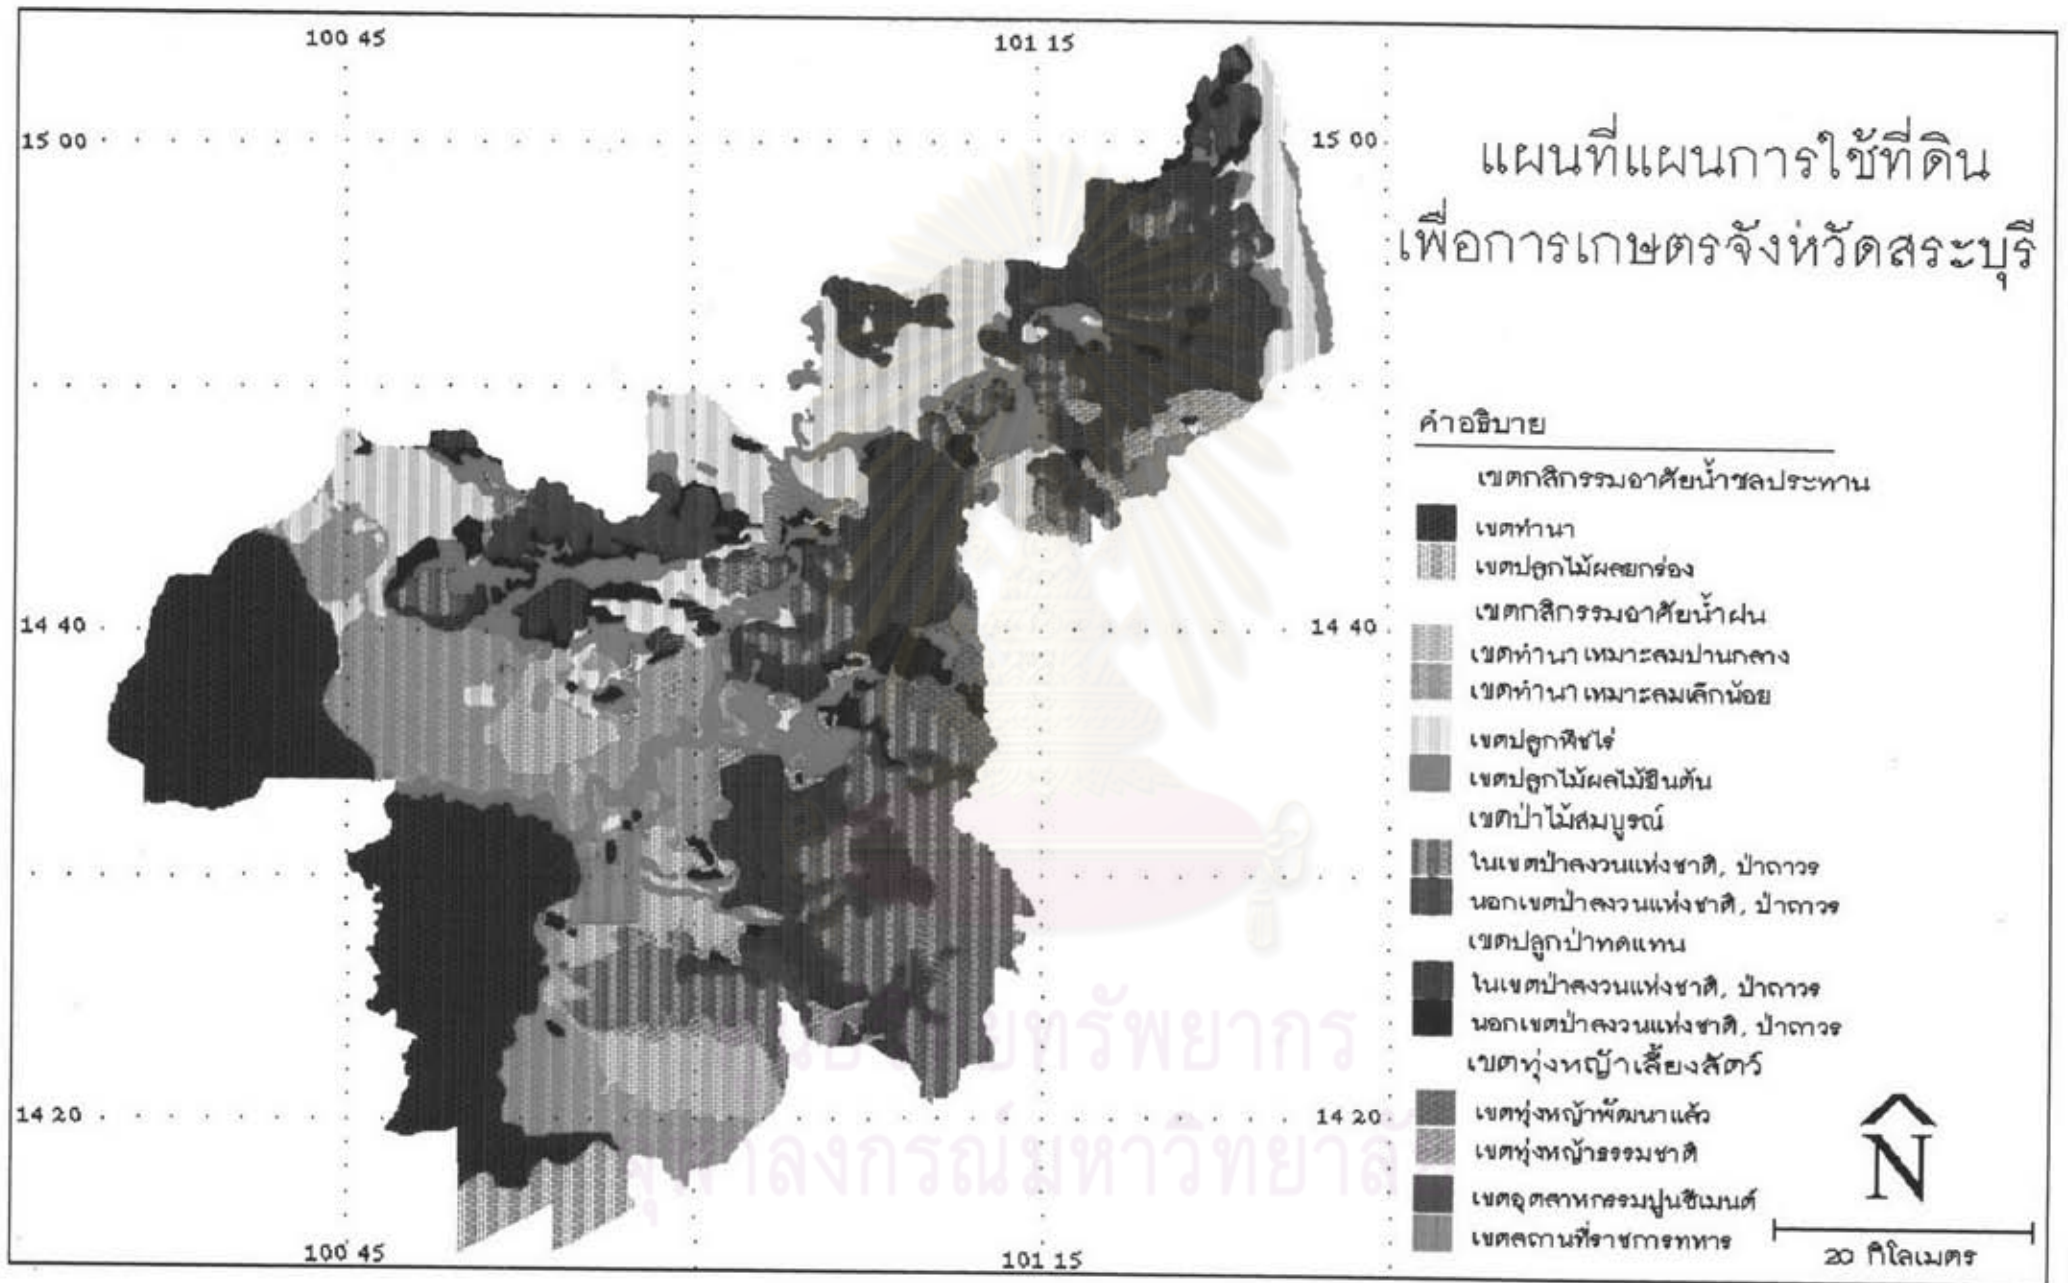 100 45
101 15
15 00
15 00
แผนที่แผนการใช้ที่ดิน
เพื่อการเกษตรจังหวัดสระบุรี
คำอธิบาย
เขตกสิกรรมอาศัยน้ำชลประทาน
เขตทำนา
เขตปลูกไม้ผลยกร่อง
เขตกสิกรรมอาศัยน้ำฝน
14 40
14 40
เขตทำนาเหมาะสมปานกลาง
เขตทำนาเหมาะสมเล็กน้อย
เขตปลูกพืชไร่
เขตปลูกไม้ผลไม้ยืนต้น
เขตป่าไม้สมบูรณ์
ในเขตป่าสงวนแห่งชาติ, ป่าถาวร
นอกเขตป่าสงวนแห่งชาติ, ป่าถาวร
เขตปลูกป่าทดแทน
ในเขตป่าสงวนแห่งชาติ, ป่าถาวร
นอกเขตป่าสงวนแห่งชาติ, ป่าถาวร
เขตทุ่งหญ้าเลี้ยงสัตว์
14 20
14 20
เขตทุ่งหญ้าพัฒนาแล้ว
เขตทุ่งหญ้าธรรมชาติ
เขตอุตสาหกรรมปูนซีเมนต์
เขตสถานที่ราชการทหาร
N
20 กิโลเมตร
100 45
101 15
จุฬาลงกรณ์มหาวิทยาลัย